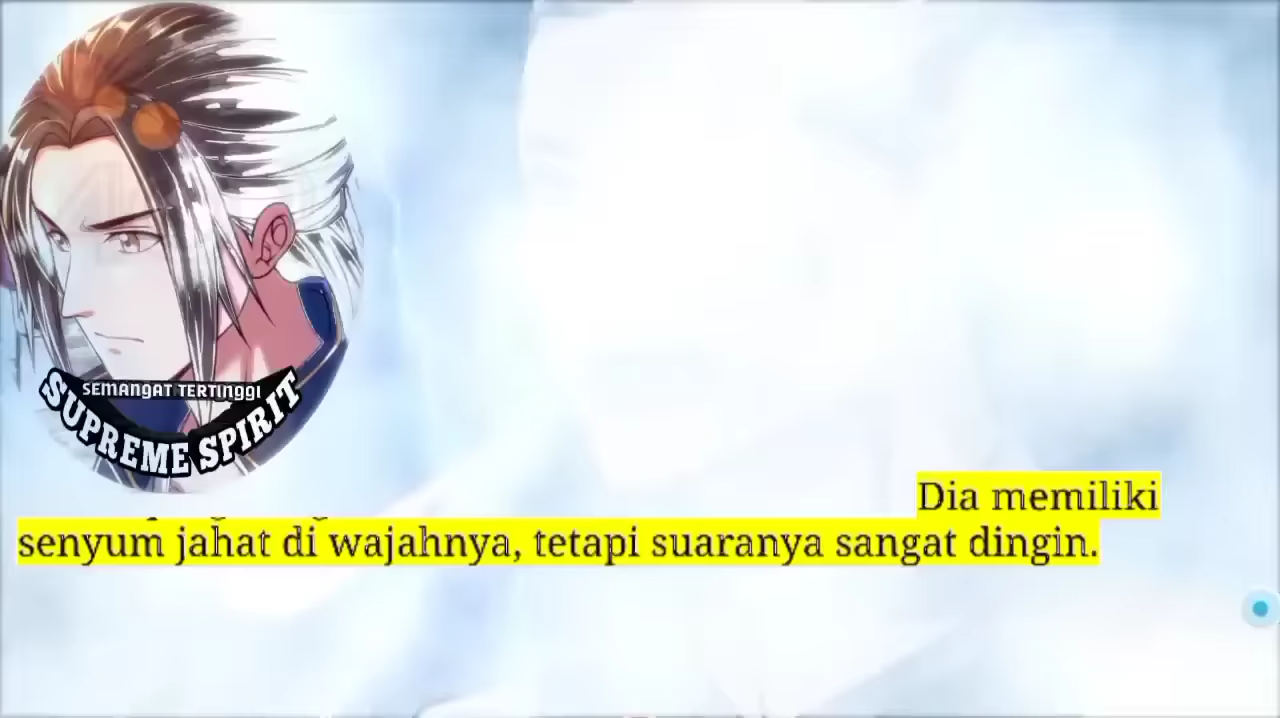 SEMANGAT TERTINGGI
SUPREME SPIRIT
Dia memiliki
senyum jahat di wajahnya, tetapi suaranya sangat dingin.